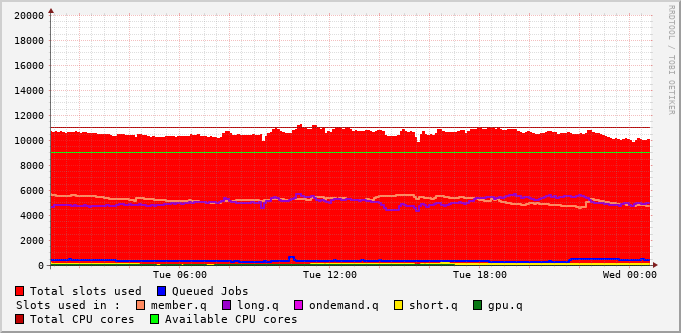 20000
18000
16000
14000
12000
10000
8000
6000
4000
2000
0
Tue 06:00 Tue 12:00 Tue 18:00 Wed 00:00
Total slots used Queued Jobs
Slots used in : member.q long.q ondemand.q short.q gpu.q
Total CPU cores Available CPU cores
RRDTOOL / TOBI OETIKER